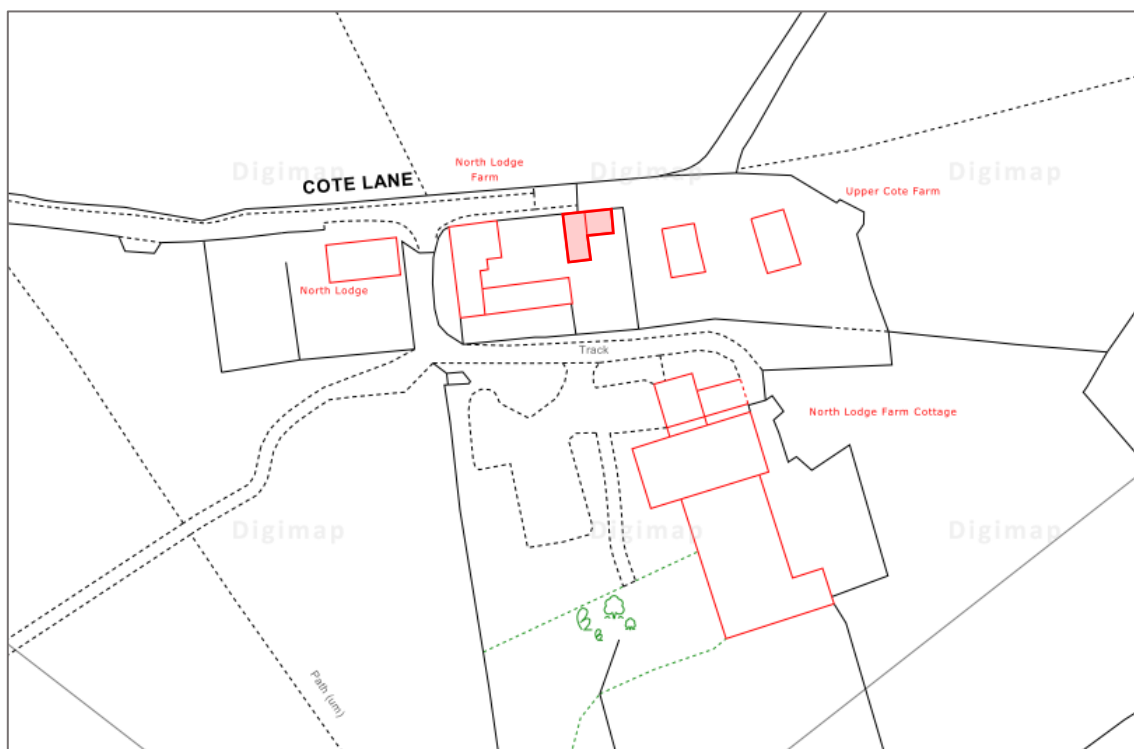 Digimap
Digimap
Digimap
North Lodge
Farm
COTE LANE
Upper Cote Farm
North Lodge
Track
North Lodge Farm Cottage
Digimap
Digimap
Digimap
Path (um)